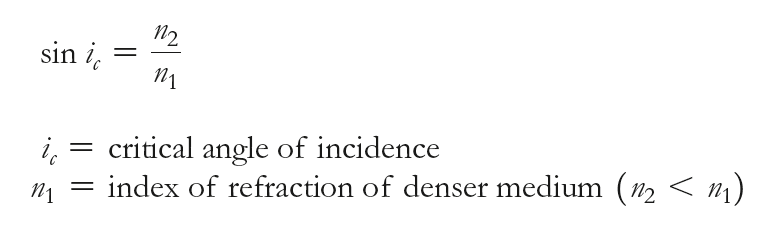 sin i_c = n_2/n_1
i_c = critical angle of incidence
n_1 = index of refraction of denser medium (n_2 < n_1)